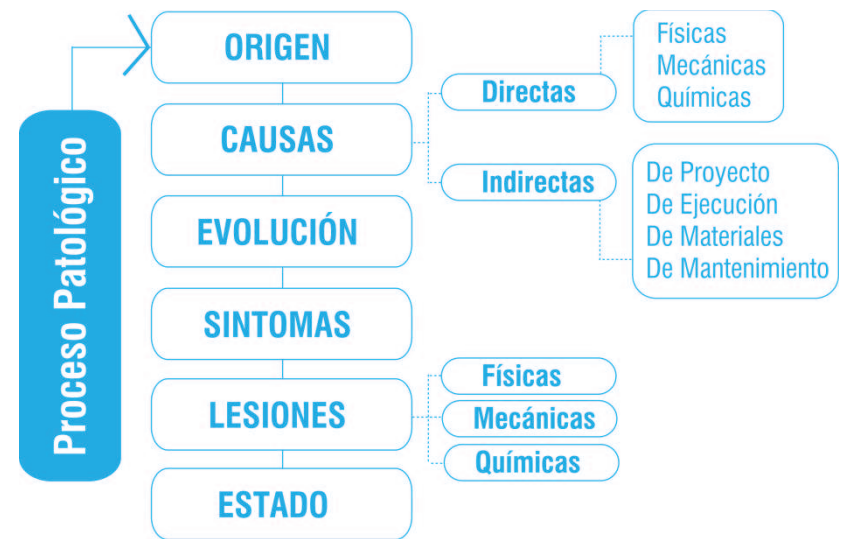 Proceso Patológico
ORIGEN
CAUSAS
Directas
Físicas
Mecánicas
Químicas
Indirectas
De Proyecto
De Ejecución
De Materiales
De Mantenimiento
EVOLUCIÓN
SINTOMAS
LESIONES
Físicas
Mecánicas
Químicas
ESTADO